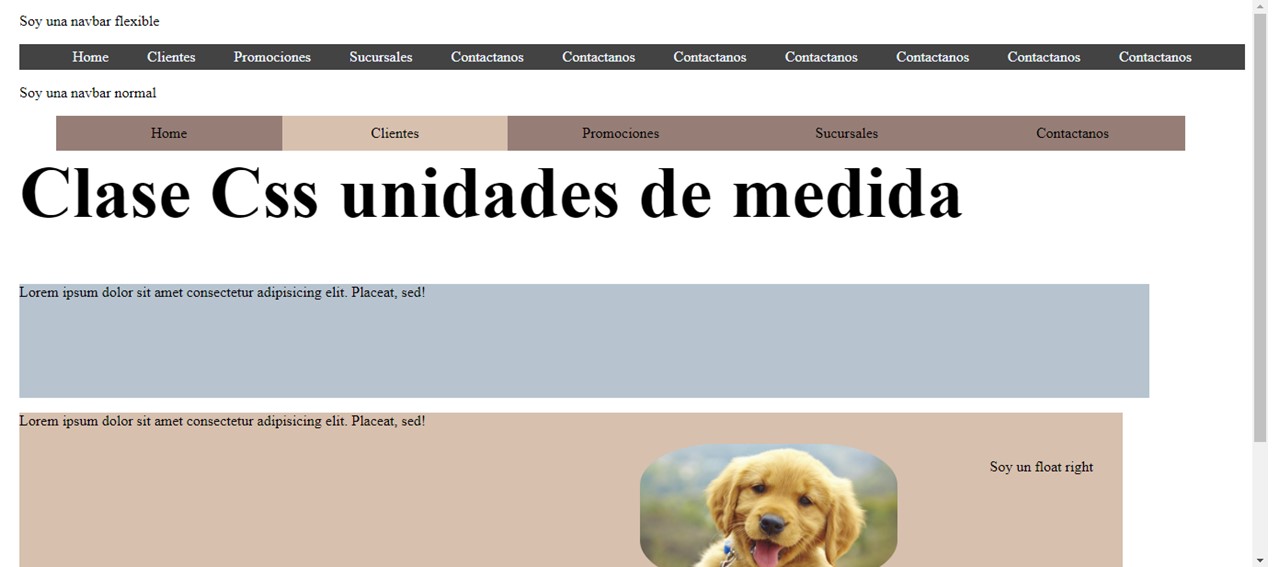 Soy una navbar flexible
Home Clientes Promociones Sucursales Contactanos Contactanos Contactanos Contactanos Contactanos Contactanos Contactanos
Soy una navbar normal
Home Clientes Promociones Sucursales Contactanos
Clase Css unidades de medida
Lorem ipsum dolor sit amet consectetur adipisicing elit. Placeat, sed!
Lorem ipsum dolor sit amet consectetur adipisicing elit. Placeat, sed!
Soy un float right